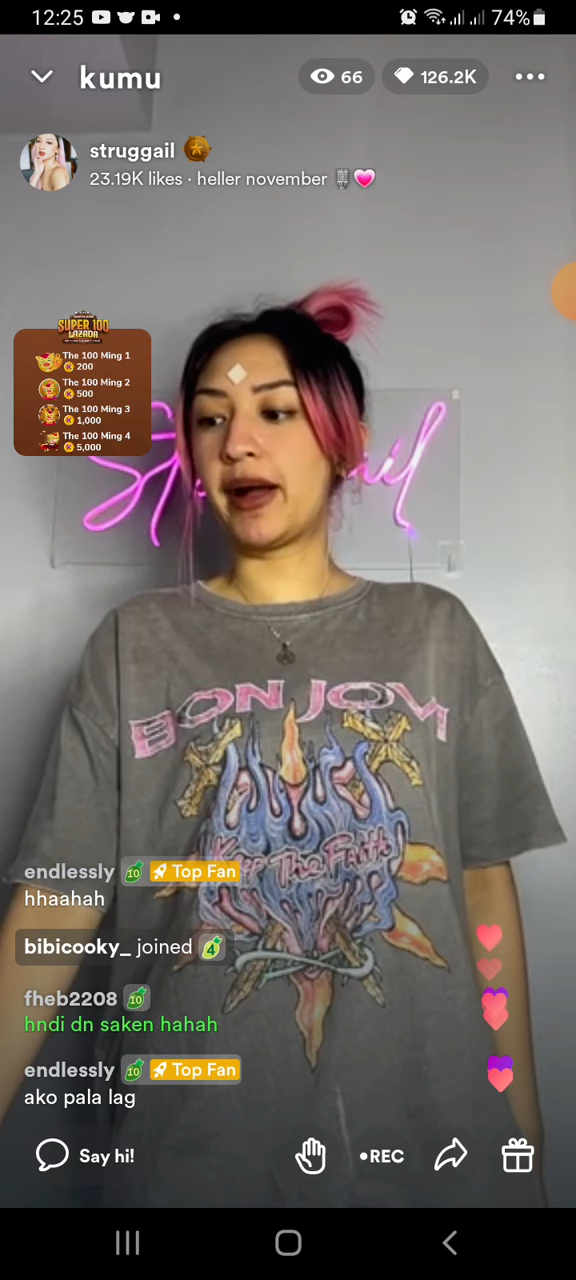 12:25
74%
kumu
66
126.2K
struggail
23.19K likes · heller november
SUPER 100
LAZADA
The 100 Ming 1
200
The 100 Ming 2
500
The 100 Ming 3
1,000
The 100 Ming 4
5,000
BON JOVI
Keep The Faith
endlessly 10 Top Fan
hhaahah
bibicooky_ joined 4
fheb2208 10
hndi dn saken hahah
endlessly 10 Top Fan
ako pala lag
Say hi!
•REC